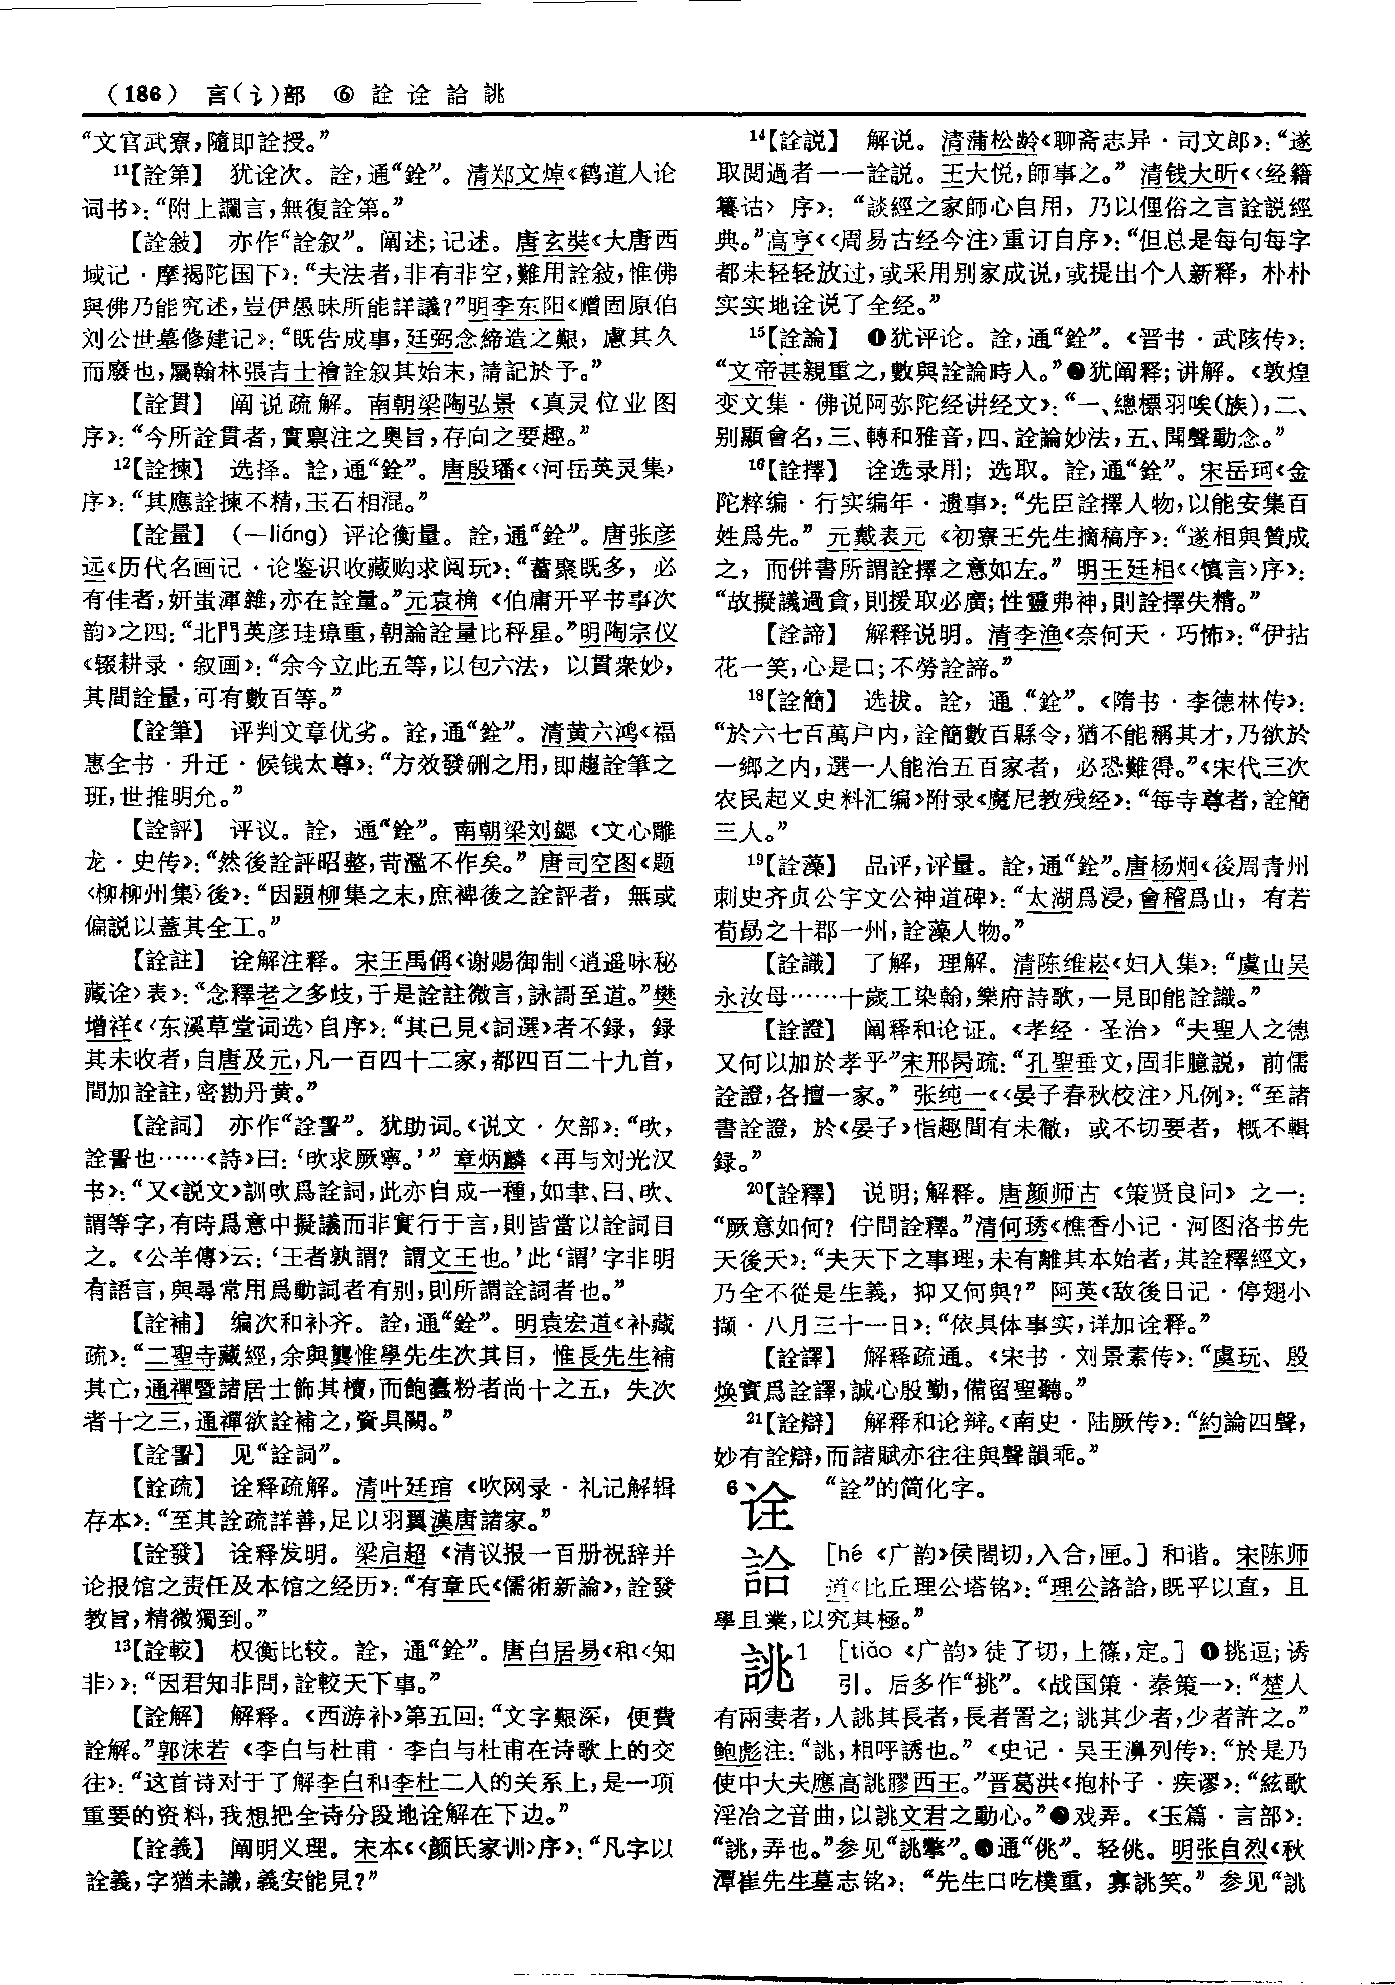 （186） 言(讠)部 ⑥ 詮 诠 詥 誂
“文官武寮，隨即詮授。”
11【詮第】 犹诠次。詮，通“銓”。清郑文焯《鹤道人论
词书》：“附上讕言，無復詮第。”
【詮敍】 亦作“詮叙”。阐述；记述。唐玄奘《大唐西
域记·摩揭陀国下》：“夫法者，非有非空，難用詮敍，惟佛
與佛乃能究述，豈伊愚昧所能詳議？”明李东阳《赠固原伯
刘公世墓修建记》：“既告成事，廷弼念締造之艱，慮其久
而廢也，屬翰林張吉士禬詮叙其始末，請記於予。”
【詮貫】 阐说疏解。南朝梁陶弘景《真灵位业图
序》：“今所詮貫者，實稟注之奥旨，存向之要趣。”
12【詮揀】 选择。詮，通“銓”。唐殷璠《〈河岳英灵集〉
序》：“其應詮揀不精，玉石相混。”
【詮量】 （—liáng）评论衡量。詮，通“銓”。唐张彦
远《历代名画记·论鉴识收藏购求阅玩》：“蓄聚既多，必
有佳者，妍蚩渾雜，亦在詮量。”元袁桷《伯庸开平书事次
韵》之四：“北門英彦珪璋重，朝論詮量比秤星。”明陶宗仪
《辍耕录·叙画》：“余今立此五等，以包六法，以貫衆妙，
其間詮量，可有數百等。”
【詮筆】 评判文章优劣。詮，通“銓”。清黄六鸿《福
惠全书·升迁·候钱太尊》：“方效發硎之用，即趨詮筆之
班，世推明允。”
【詮評】 评议。詮，通“銓”。南朝梁刘勰《文心雕
龙·史传》：“然後詮評昭整，苛濫不作矣。”唐司空图《题
〈柳柳州集〉後》：“因題柳集之末，庶裨後之詮評者，無或
偏説以蓋其全工。”
【詮註】 诠解注释。宋王禹偁《谢赐御制〈逍遥咏秘
藏诠〉表》：“念釋老之多歧，于是詮註微言，詠謌至道。”樊
增祥《〈东溪草堂词选〉自序》：“其已見《詞選》者不錄，録
其未收者，自唐及元，凡一百四十二家，都四百二十九首，
間加詮註，密勘丹黄。”
【詮詞】 亦作“詮䛐”。犹助词。《说文·欠部》：“欥，
詮䛐也……《詩》曰：‘欥求厥寧。’”章炳麟《再与刘光汉
书》：“又《説文》訓欥爲詮詞，此亦自成一種，如聿、曰、欥、
謂等字，有時爲意中擬議而非實行于言，則皆當以詮詞目
之。《公羊傳》云：‘王者孰謂？謂文王也。’此‘謂’字非明
有語言，與尋常用爲動詞者有别，則所謂詮詞者也。”
【詮補】 编次和补齐。詮，通“銓”。明袁宏道《补藏
疏》：“二聖寺藏經，余與龔惟學先生次其目，惟長先生補
其亡，通禪暨諸居士飾其櫝，而飽蠹粉者尚十之五，失次
者十之三，通禪欲詮補之，資具闕。”
【詮䛐】 见“詮詞”。
【詮疏】 诠释疏解。清叶廷琯《吹网录·礼记解辑
存本》：“至其詮疏詳善，足以羽翼漢唐諸家。”
【詮發】 诠释发明。梁启超《清议报一百册祝辞并
论报馆之责任及本馆之经历》：“有章氏《儒術新論》，詮發
教旨，精微獨到。”
13【詮較】 权衡比较。詮，通“銓”。唐白居易《和〈知
非〉》：“因君知非問，詮較天下事。”
【詮解】 解释。《西游补》第五回：“文字艱深，便費
詮解。”郭沫若《李白与杜甫·李白与杜甫在诗歌上的交
往》：“这首诗对于了解李白和李杜二人的关系上，是一项
重要的资料，我想把全诗分段地诠解在下边。”
【詮義】 阐明义理。宋本《〈颜氏家训〉序》：“凡字以
詮義，字猶未識，義安能見？”
14【詮説】 解说。清蒲松龄《聊斋志异·司文郎》：“遂
取閱過者一一詮説。王大悦，師事之。”清钱大昕《〈经籍
籑诂〉序》：“談經之家師心自用，乃以俚俗之言詮説經
典。”高亨《〈周易古经今注〉重订自序》：“但总是每句每字
都未轻轻放过，或采用别家成说，或提出个人新释，朴朴
实实地诠说了全经。”
15【詮論】 ❶犹评论。詮，通“銓”。《晋书·武陔传》：
“文帝甚親重之，數與詮論時人。”❷犹阐释；讲解。《敦煌
变文集·佛说阿弥陀经讲经文》：“一、總標羽唉(族)，二、
别顯會名，三、轉和雅音，四、詮論妙法，五、聞聲動念。”
16【詮擇】 诠选录用；选取。詮，通“銓”。宋岳珂《金
陀粹编·行实编年·遗事》：“先臣詮擇人物，以能安集百
姓爲先。”元戴表元《初寮王先生摘稿序》：“遂相與贊成
之，而併書所謂詮擇之意如左。”明王廷相《〈慎言〉序》：
“故擬議過貪，則援取必廣；性靈弗神，則詮擇失精。”
【詮諦】 解释说明。清李渔《奈何天·巧怖》：“伊拈
花一笑，心是口；不勞詮諦。”
18【詮簡】 选拔。詮，通“銓”。《隋书·李德林传》：
“於六七百萬户内，詮簡數百縣令，猶不能稱其才，乃欲於
一鄉之内，選一人能治五百家者，必恐難得。”《宋代三次
农民起义史料汇编》附录《魔尼教残经》：“每寺尊者，詮簡
三人。”
19【詮藻】 品评，评量。詮，通“銓”。唐杨炯《後周青州
刺史齐贞公宇文公神道碑》：“太湖爲浸，會稽爲山，有若
荀勗之十郡一州，詮藻人物。”
【詮識】 了解，理解。清陈维崧《妇人集》：“虞山吴
永汝母……十歲工染翰，樂府詩歌，一見即能詮識。”
【詮證】 阐释和论证。《孝经·圣治》“夫聖人之德
又何以加於孝乎”宋邢昺疏：“孔聖垂文，固非臆説，前儒
詮證，各擅一家。”张纯一《〈晏子春秋校注〉凡例》：“至諸
書詮證，於《晏子》恉趣間有未徹，或不切要者，概不輯
録。”
20【詮釋】 说明；解释。唐颜师古《策贤良问》之一：
“厥意如何？佇問詮釋。”清何琇《樵香小记·河图洛书先
天後天》：“夫天下之事理，未有離其本始者，其詮釋經文，
乃全不從是生義，抑又何與？”阿英《敌後日记·停翅小
撷·八月三十一日》：“依具体事实，详加诠释。”
【詮譯】 解释疏通。《宋书·刘景素传》：“虞玩、殷
焕實爲詮譯，誠心殷勤，備留聖聽。”
21【詮辯】 解释和论辩。《南史·陆厥传》：“約論四聲，
妙有詮辯，而諸賦亦往往與聲韻乖。”
6诠 “詮”的简化字。
詥 ［hé《广韵》侯閤切，入合，匣。］和谐。宋陈师
道《比丘理公塔铭》：“理公詻詥，既平以直，且
學且業，以究其極。”
誂1 ［tiǎo《广韵》徒了切，上篠，定。］❶挑逗；诱
引。后多作“挑”。《战国策·秦策一》：“楚人
有兩妻者，人誂其長者，長者詈之；誂其少者，少者許之。”
鲍彪注：“誂，相呼誘也。”《史记·吴王濞列传》：“於是乃
使中大夫應高誂膠西王。”晋葛洪《抱朴子·疾谬》：“絃歌
淫冶之音曲，以誂文君之動心。”❷戏弄。《玉篇·言部》：
“誂，弄也。”参见“誂擎”。❸通“佻”。轻佻。明张自烈《秋
潭崔先生墓志铭》：“先生口吃樸重，寡誂笑。”参见“誂